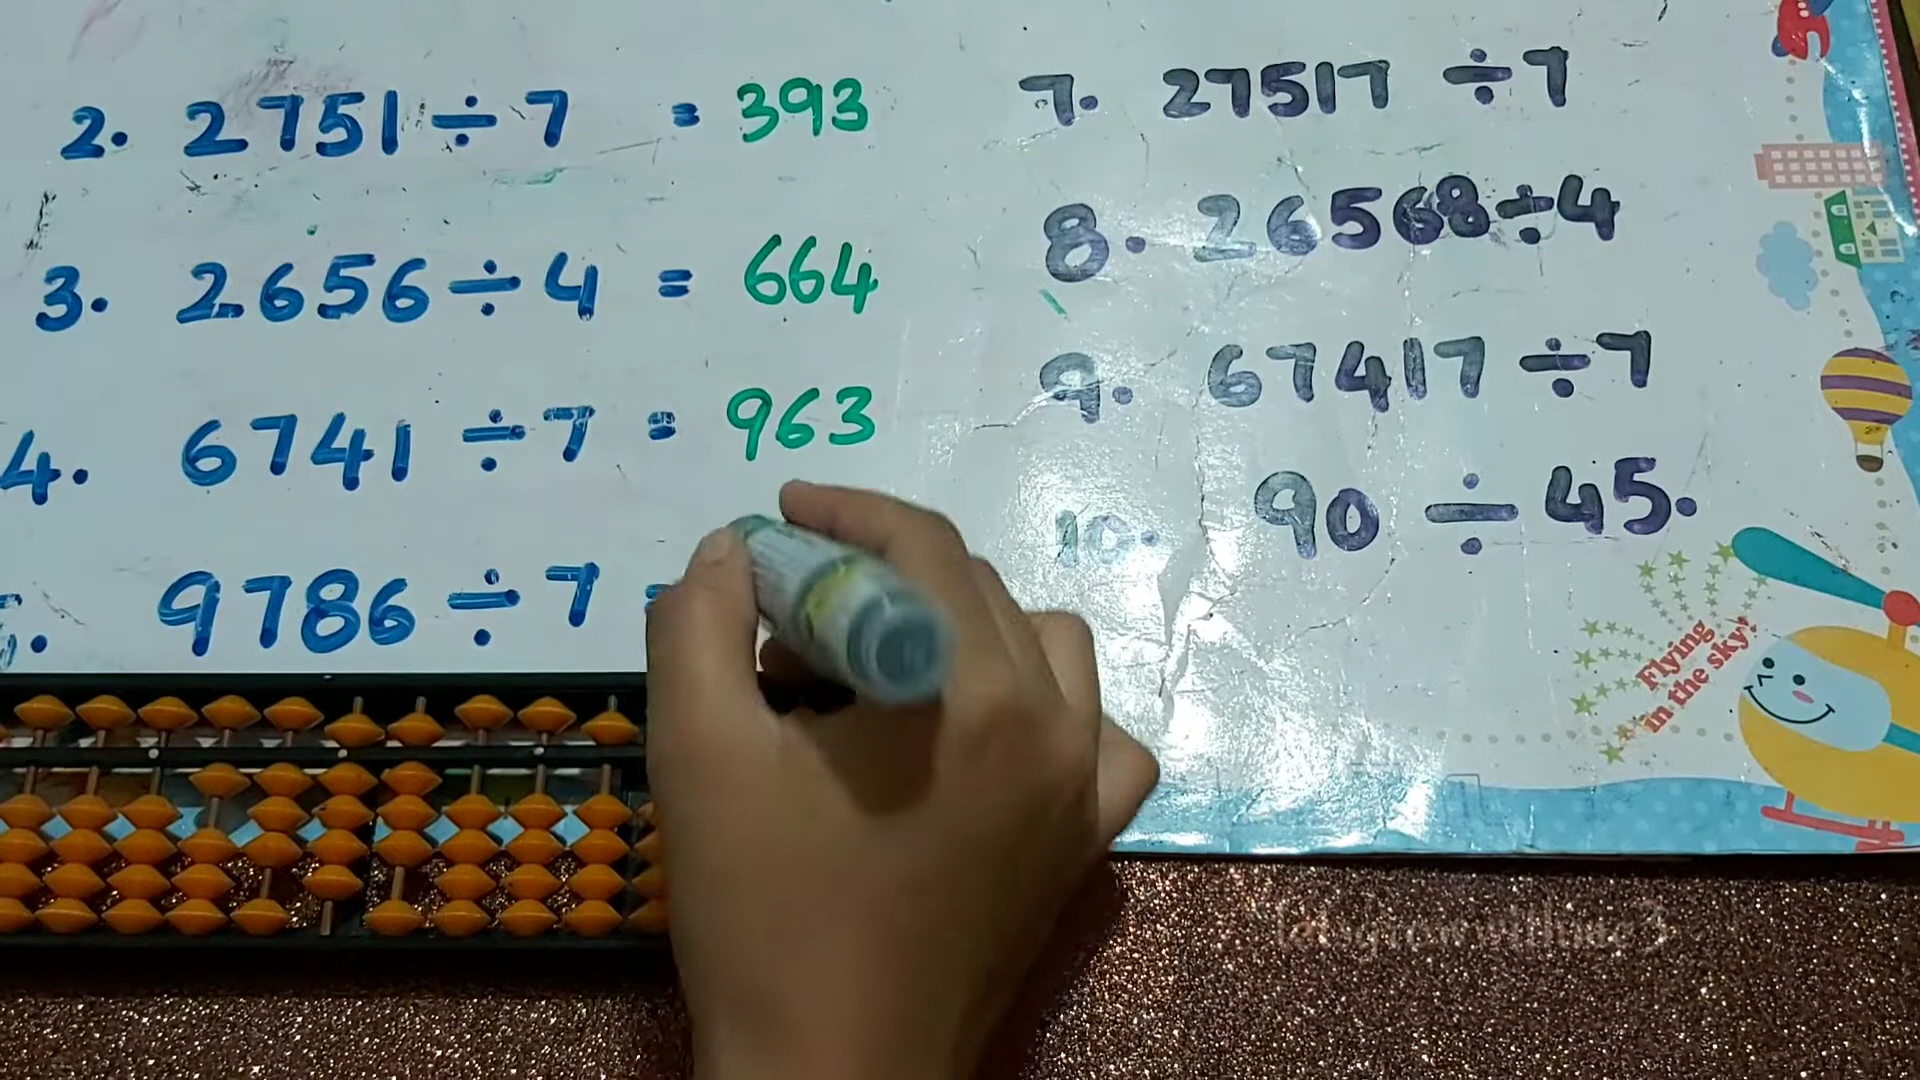 2. 2751 ÷ 7 = 393
3. 2656 ÷ 4 = 664
4. 6741 ÷ 7 = 963
9786 ÷ 7 =
7. 27517 ÷ 7
8. 26568 ÷ 4
9. 67417 ÷ 7
10. 90 ÷ 45.
Flying
in the sky!